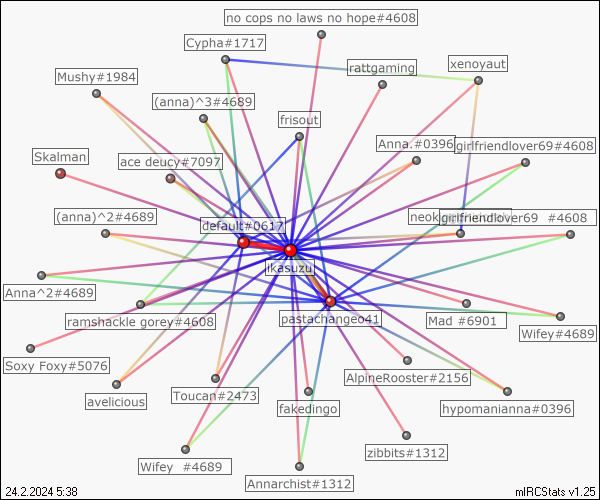 no cops no laws no hope#4608
Cypha#1717
xenoyaut
rattgaming
Mushy#1984
(anna)^3#4689
frisout
Anna.#0396
girlfriendlover69#4608
Skalman
ace deucy#7097
(anna)^2#4689
default#0617
girlfriendlover69 #4608
ikasuzu
Anna^2#4689
ramshackle gorey#4608
pastachangeo41
Mad #6901
Wifey#4689
Soxy Foxy#5076
AlpineRooster#2156
avelicious
Toucan#2473
fakedingo
hypomanianna#0396
zibbits#1312
Wifey #4689
Annarchist#1312
24.2.2024 5:38
mIRCStats v1.25